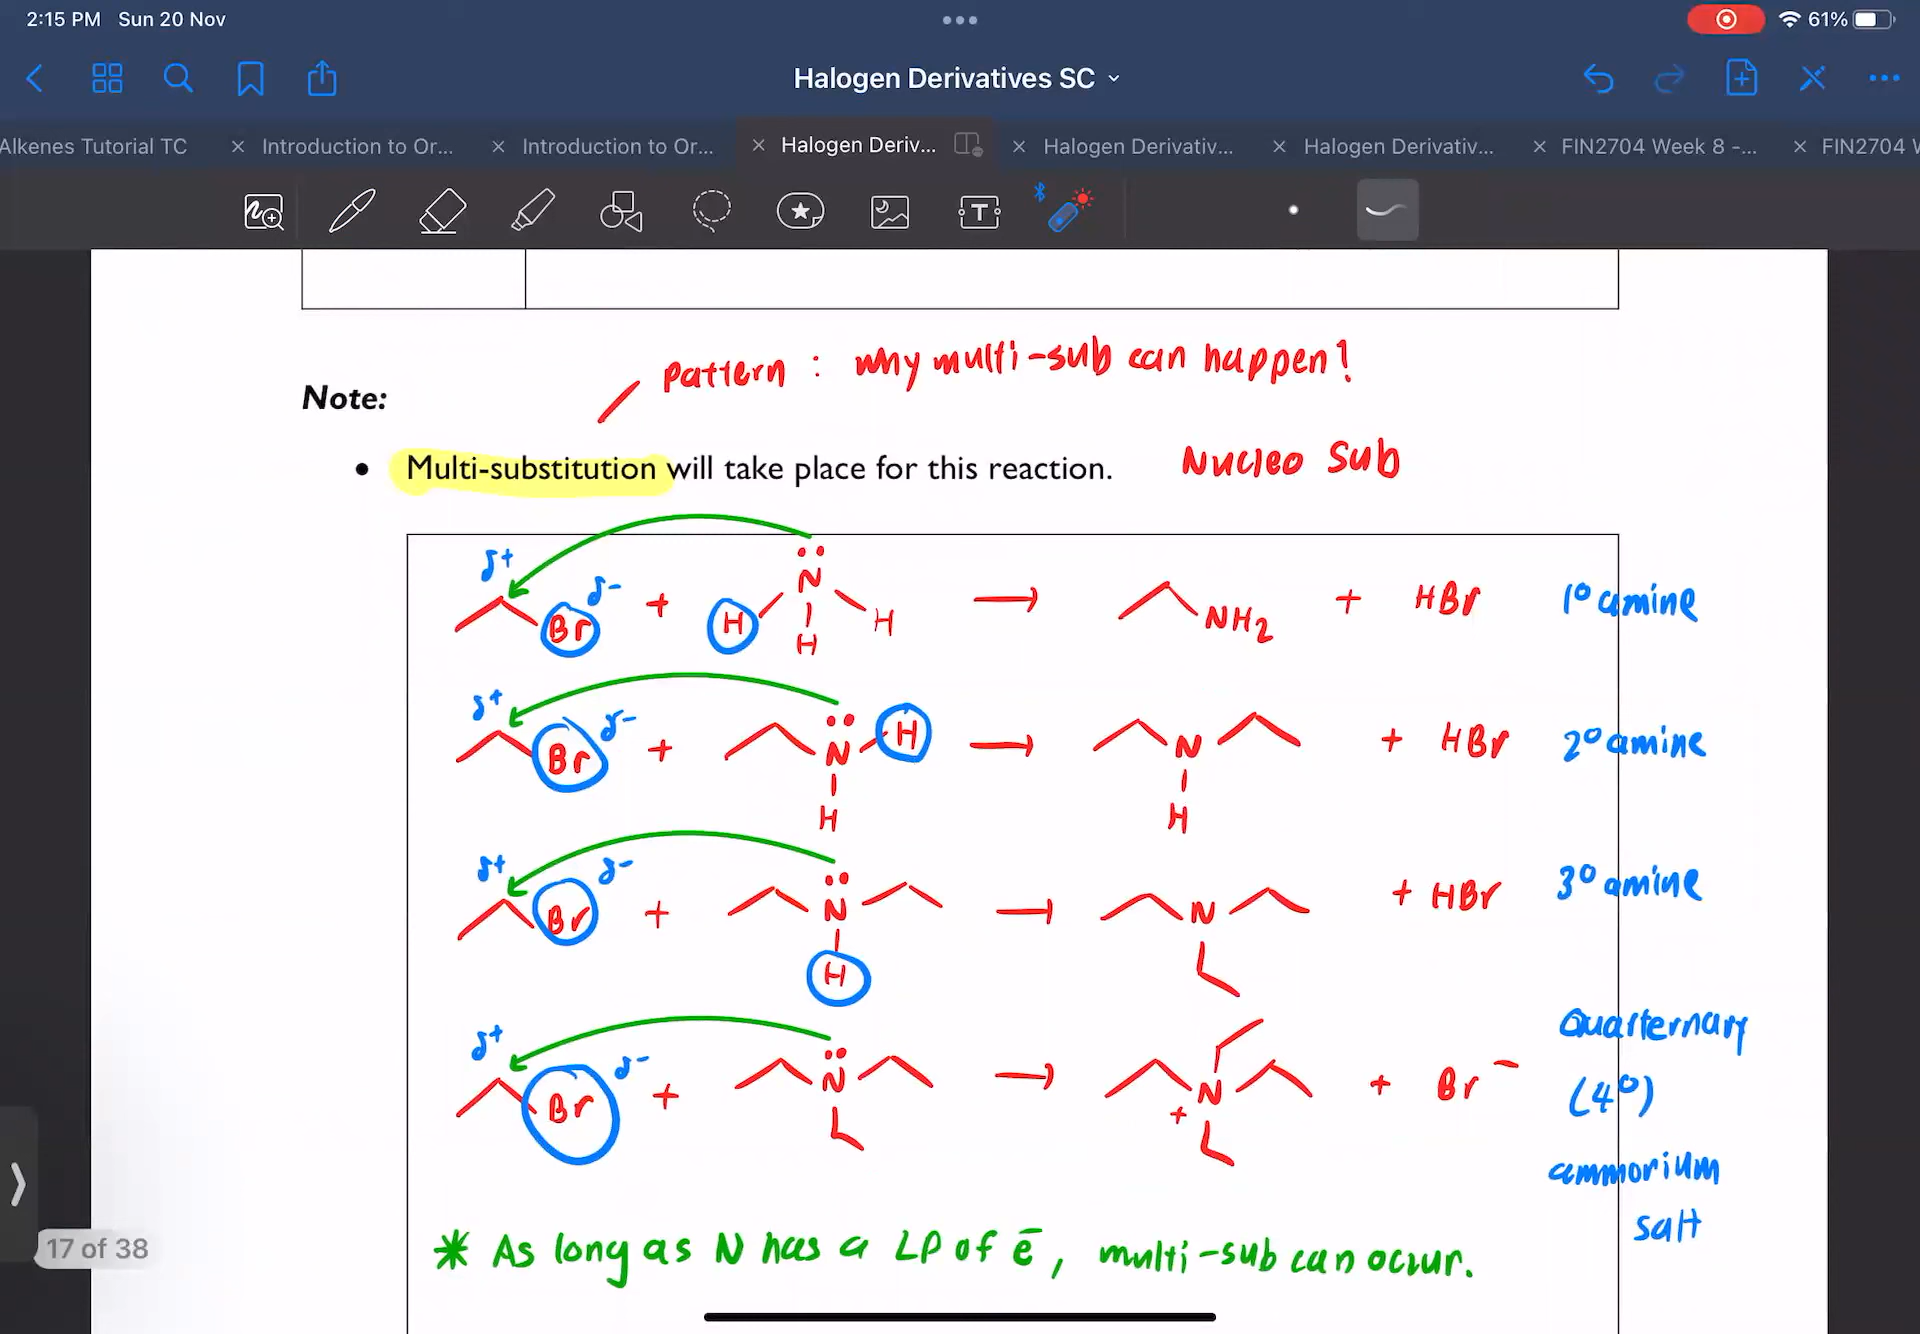 2:15 PM Sun 20 Nov
61%
Halogen Derivatives SC
Alkenes Tutorial TC
Introduction to Or...
Introduction to Or...
Halogen Deriv...
Halogen Derivativ...
Halogen Derivativ...
FIN2704 Week 8 -...
FIN2704 W
T
pattern : why multi-sub can happen?
Note:
• Multi-substitution will take place for this reaction. Nucleo Sub
δ+ Br δ- + H N H H → NH2 + HBr 1° amine
δ+ Br δ- + N H H → N H + HBr 2° amine
δ+ Br δ- + N H → N + HBr 3° amine
δ+ Br δ- + N → N + + Br - Quarternary
(4°)
ammorium
salt
* As long as N has a LP of ē, multi-sub can occur.
17 of 38